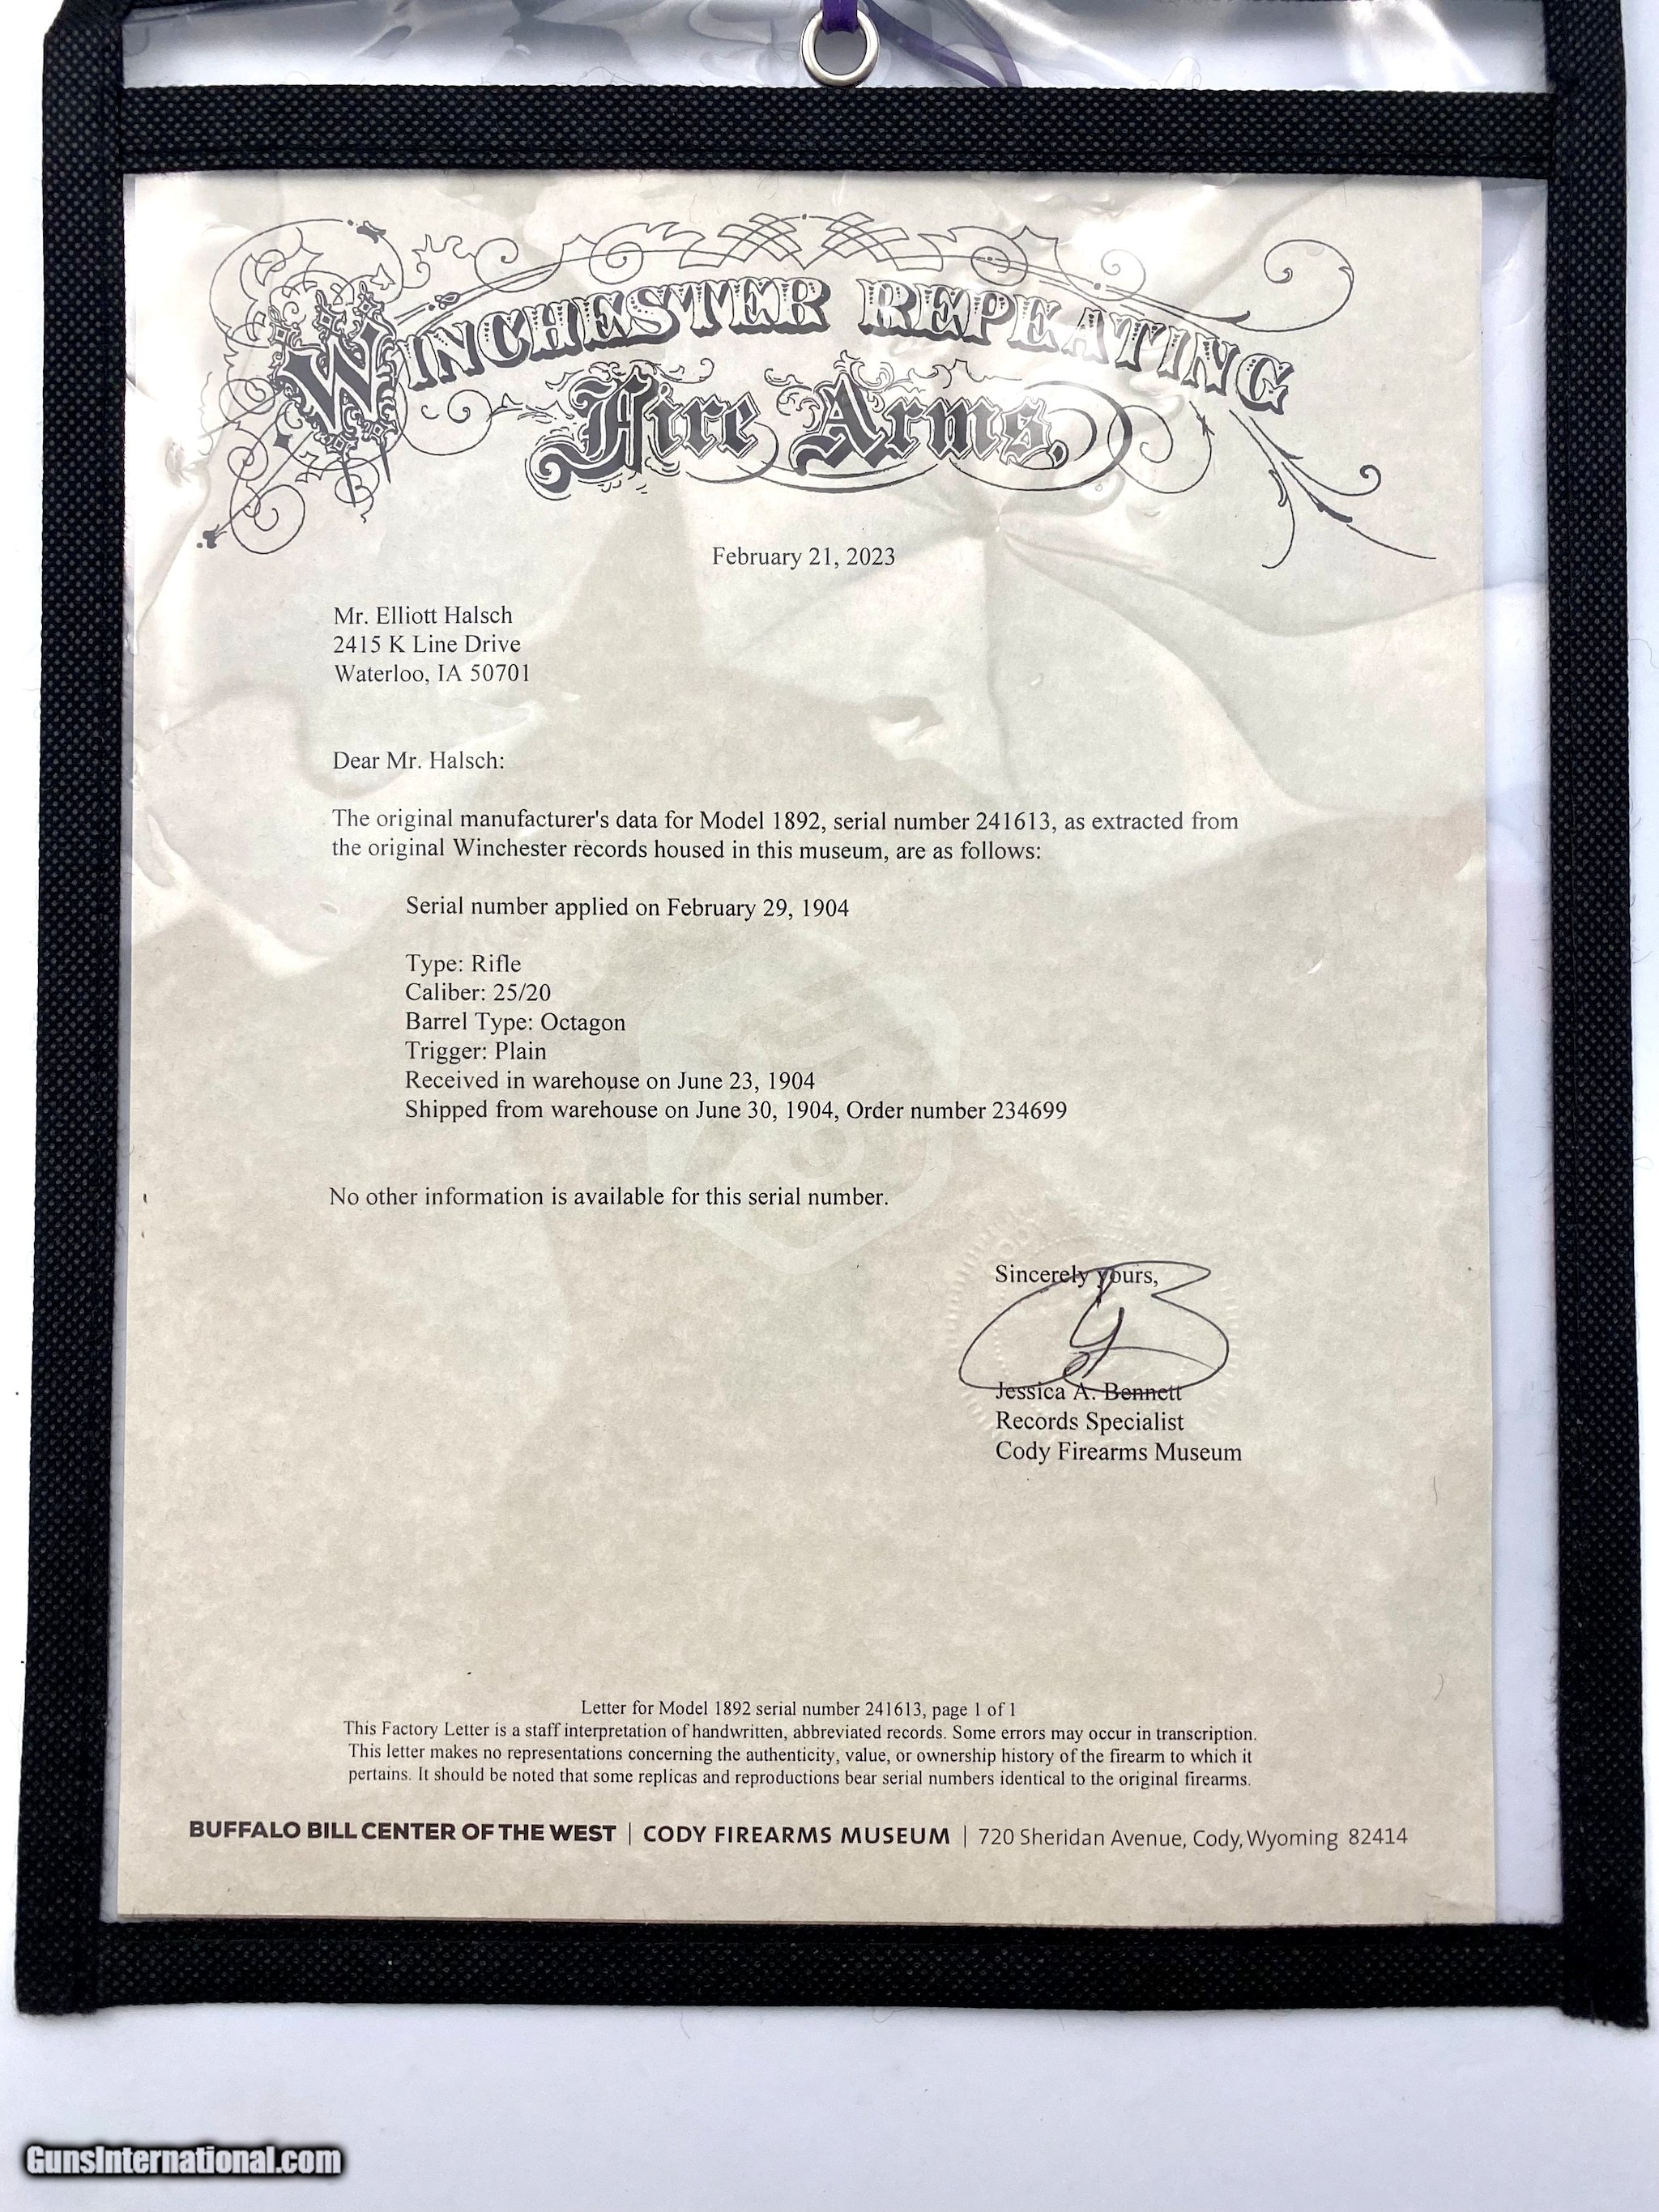 WINCHESTER REPEATING
Fire Arms.
February 21, 2023
Mr. Elliott Halsch
2415 K Line Drive
Waterloo, IA 50701
Dear Mr. Halsch:
The original manufacturer's data for Model 1892, serial number 241613, as extracted from
the original Winchester records housed in this museum, are as follows:
Serial number applied on February 29, 1904
Type: Rifle
Caliber: 25/20
Barrel Type: Octagon
Trigger: Plain
Received in warehouse on June 23, 1904
Shipped from warehouse on June 30, 1904, Order number 234699
No other information is available for this serial number.
Sincerely yours,
Jessica A. Bennett
Records Specialist
Cody Firearms Museum
Letter for Model 1892 serial number 241613, page 1 of 1
This Factory Letter is a staff interpretation of handwritten, abbreviated records. Some errors may occur in transcription.
This letter makes no representations concerning the authenticity, value, or ownership history of the firearm to which it
pertains. It should be noted that some replicas and reproductions bear serial numbers identical to the original firearms.
BUFFALO BILL CENTER OF THE WEST | CODY FIREARMS MUSEUM | 720 Sheridan Avenue, Cody, Wyoming 82414
GunsInternational.com